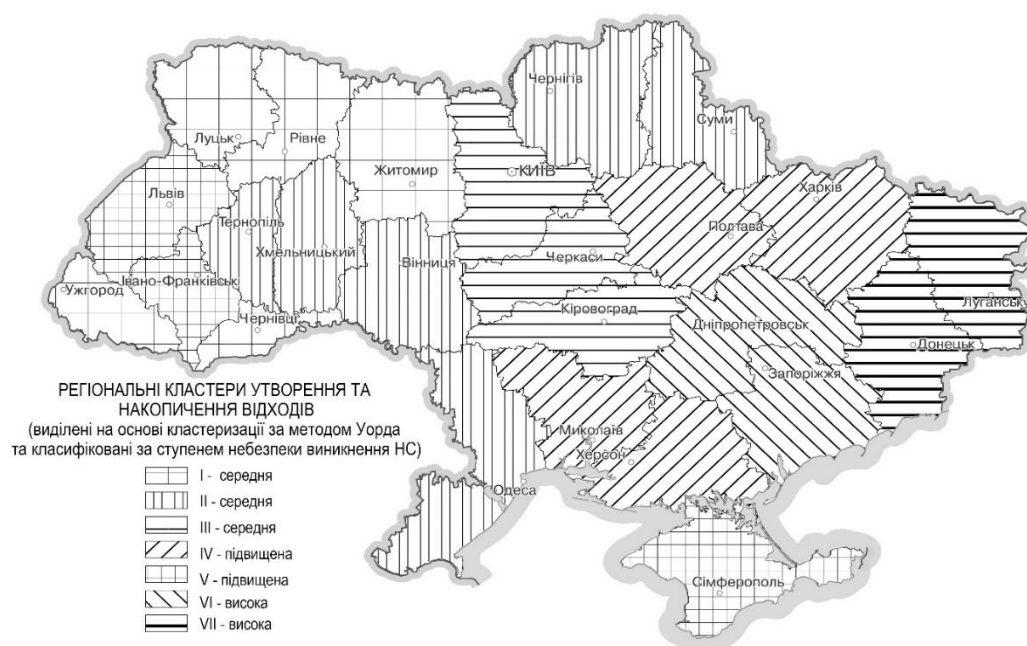 Чернігів
Суми
Луцьк
Рівне
Житомир
КИЇВ
Львів
Харків
Тернопіль
Полтава
Хмельницький
Вінниця
Черкаси
Івано-Франківськ
Ужгород
Луганськ
Кіровоград
Чернівці
Дніпропетровськ
Донецьк
Запоріжжя
Миколаїв
Херсон
Одеса
Сімферополь
РЕГІОНАЛЬНІ КЛАСТЕРИ УТВОРЕННЯ ТА
НАКОПИЧЕННЯ ВІДХОДІВ
(виділені на основі кластеризації за методом Уорда
та класифіковані за ступенем небезпеки виникнення НС)
I - середня
II - середня
III - середня
IV - підвищена
V - підвищена
VI - висока
VII - висока